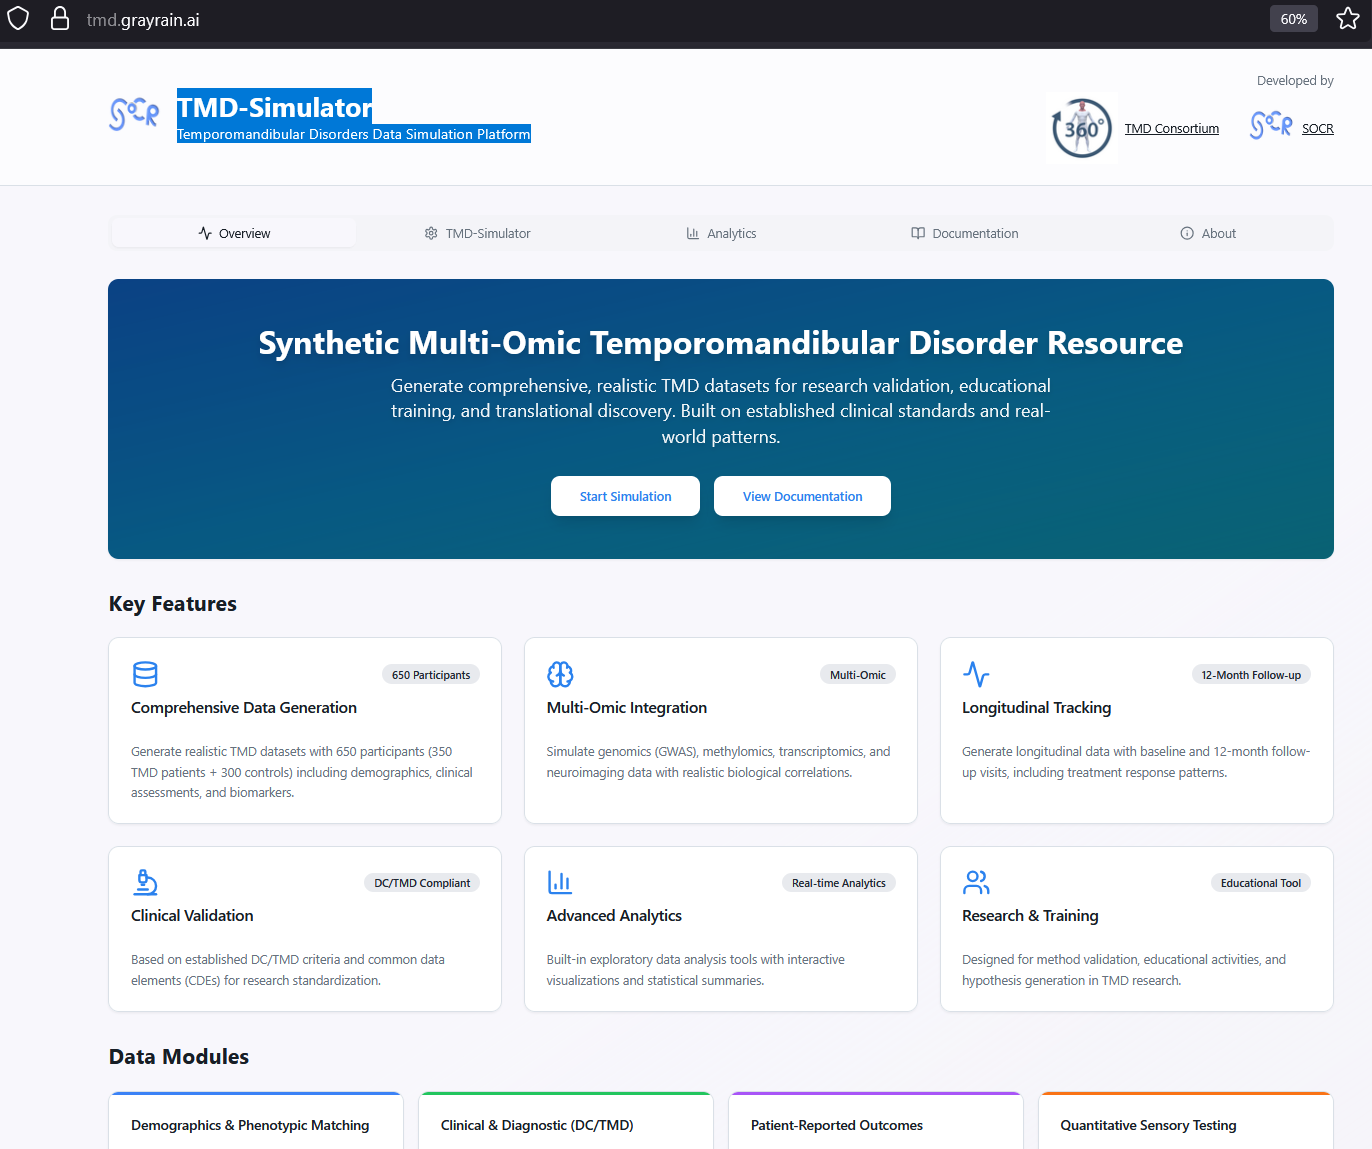 tmd.grayrain.ai
60%
SOCR
TMD-Simulator
Temporomandibular Disorders Data Simulation Platform
Developed by
360°
TMD Consortium
SOCR
SOCR
Overview
TMD-Simulator
Analytics
Documentation
About
Synthetic Multi-Omic Temporomandibular Disorder Resource
Generate comprehensive, realistic TMD datasets for research validation, educational
training, and translational discovery. Built on established clinical standards and real-
world patterns.
Start Simulation
View Documentation
Key Features
650 Participants
Comprehensive Data Generation
Generate realistic TMD datasets with 650 participants (350
TMD patients + 300 controls) including demographics, clinical
assessments, and biomarkers.
Multi-Omic
Multi-Omic Integration
Simulate genomics (GWAS), methylomics, transcriptomics, and
neuroimaging data with realistic biological correlations.
12-Month Follow-up
Longitudinal Tracking
Generate longitudinal data with baseline and 12-month follow-
up visits, including treatment response patterns.
DC/TMD Compliant
Clinical Validation
Based on established DC/TMD criteria and common data
elements (CDEs) for research standardization.
Real-time Analytics
Advanced Analytics
Built-in exploratory data analysis tools with interactive
visualizations and statistical summaries.
Educational Tool
Research & Training
Designed for method validation, educational activities, and
hypothesis generation in TMD research.
Data Modules
Demographics & Phenotypic Matching
Clinical & Diagnostic (DC/TMD)
Patient-Reported Outcomes
Quantitative Sensory Testing